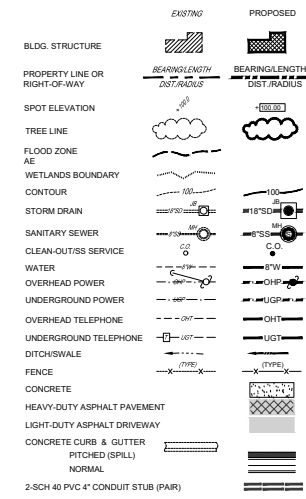 EXISTING PROPOSED
BLDG. STRUCTURE
PROPERTY LINE OR RIGHT-OF-WAY BEARING/LENGTH DIST./RADIUS BEARING/LENGTH DIST./RADIUS
SPOT ELEVATION 100.0 100.00
TREE LINE
FLOOD ZONE
AE
WETLANDS BOUNDARY
CONTOUR 100 100
STORM DRAIN 18"SD JB 18"SD JB
SANITARY SEWER 8"SS MH 8"SS MH
CLEAN-OUT/SS SERVICE C.O. C.O.
WATER 8"W 8"W
OVERHEAD POWER OHP OHP
UNDERGROUND POWER UGP UGP
OVERHEAD TELEPHONE OHT OHT
UNDERGROUND TELEPHONE T UGT UGT
DITCH/SWALE
FENCE (TYPE) X X (TYPE) X X
CONCRETE
HEAVY-DUTY ASPHALT PAVEMENT
LIGHT-DUTY ASPHALT DRIVEWAY
CONCRETE CURB & GUTTER
PITCHED (SPILL)
NORMAL
2-SCH 40 PVC 4" CONDUIT STUB (PAIR)